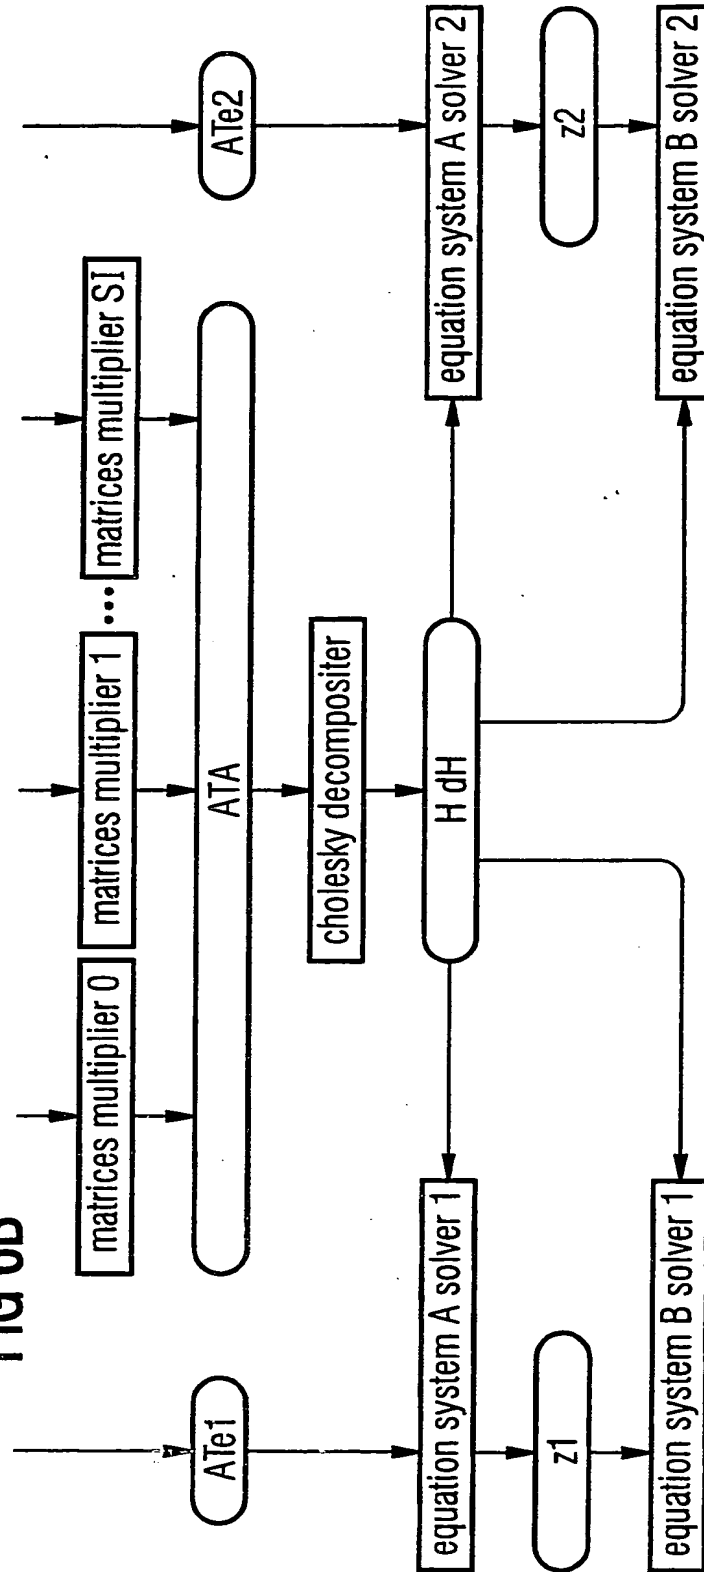 FIG 6B
matrices multiplier 0
matrices multiplier 1
...
matrices multiplier SI
ATe1
ATA
ATe2
cholesky decompositer
H dH
equation system A solver 1
equation system A solver 2
z1
z2
equation system B solver 1
equation system B solver 2